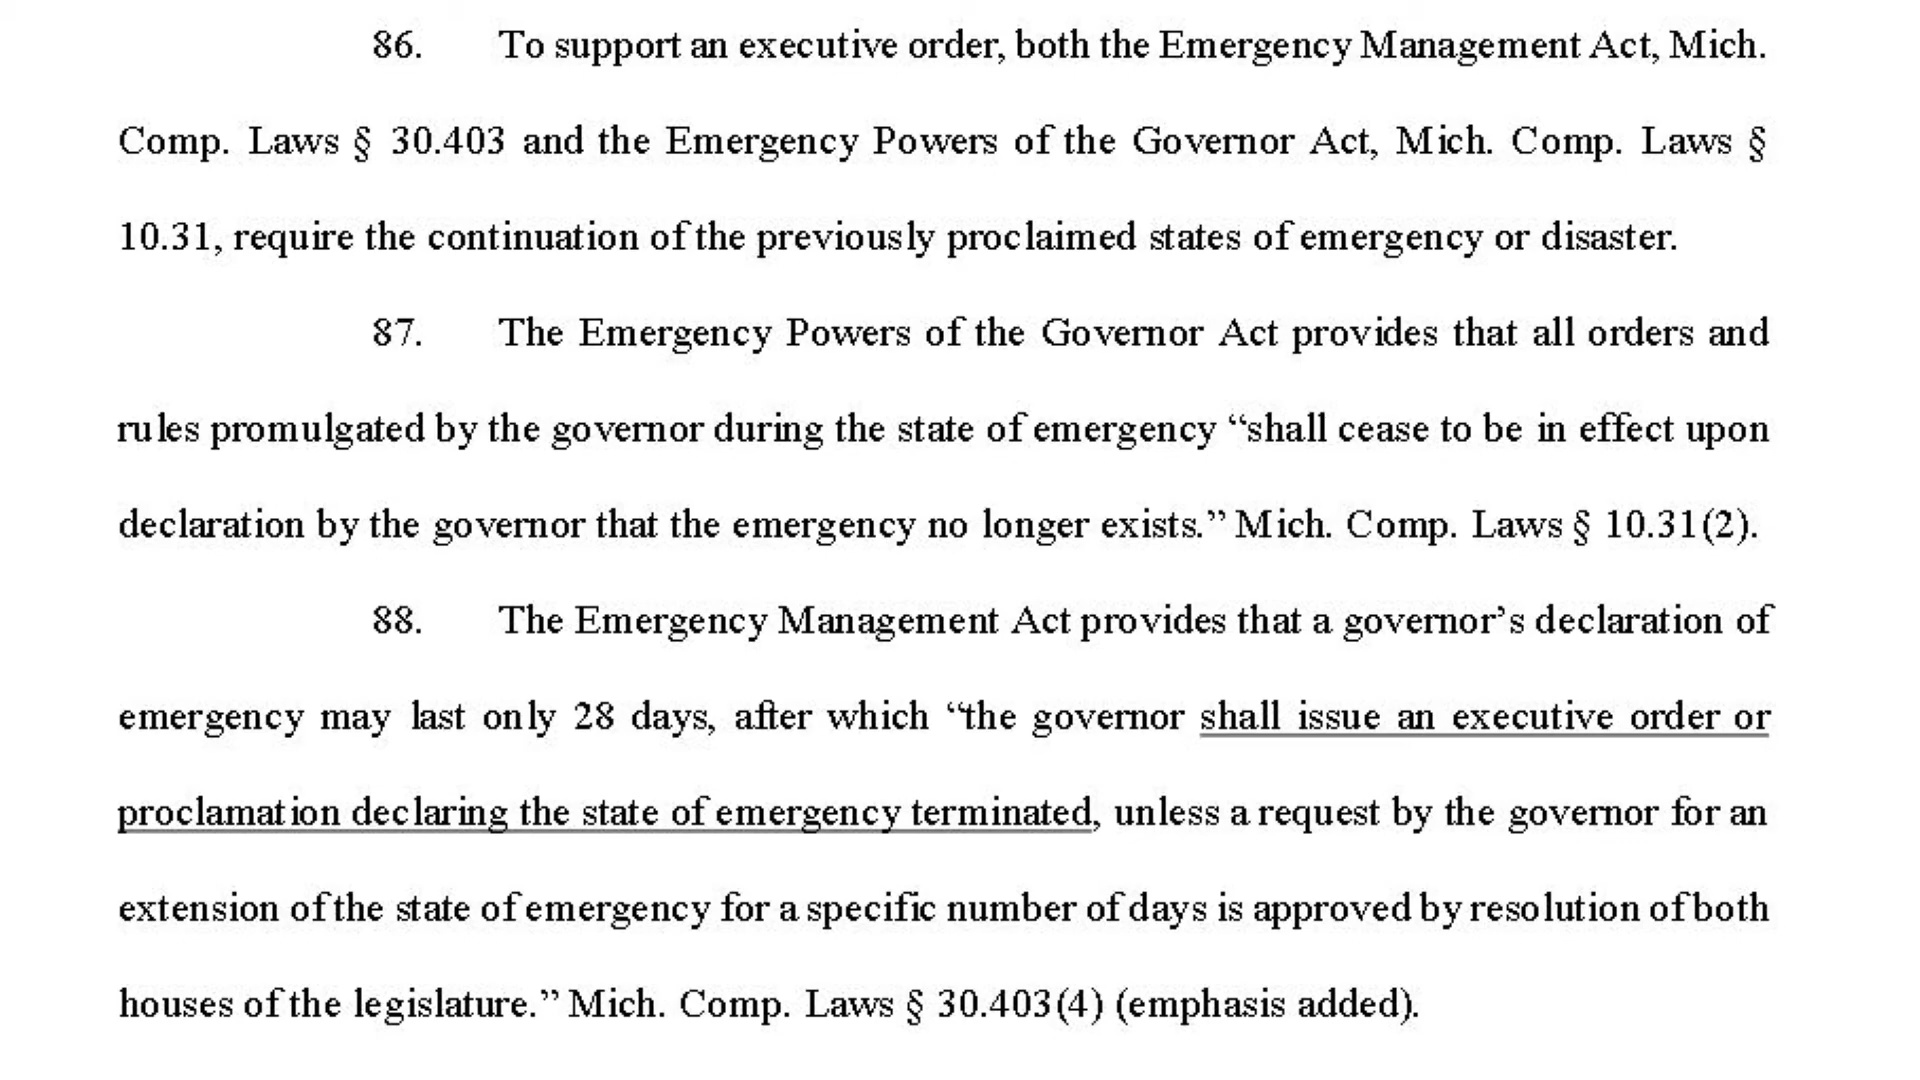 86. To support an executive order, both the Emergency Management Act, Mich.
Comp. Laws § 30.403 and the Emergency Powers of the Governor Act, Mich. Comp. Laws §
10.31, require the continuation of the previously proclaimed states of emergency or disaster.
87. The Emergency Powers of the Governor Act provides that all orders and
rules promulgated by the governor during the state of emergency “shall cease to be in effect upon
declaration by the governor that the emergency no longer exists.” Mich. Comp. Laws § 10.31(2).
88. The Emergency Management Act provides that a governor’s declaration of
emergency may last only 28 days, after which “the governor shall issue an executive order or
proclamation declaring the state of emergency terminated, unless a request by the governor for an
extension of the state of emergency for a specific number of days is approved by resolution of both
houses of the legislature.” Mich. Comp. Laws § 30.403(4) (emphasis added).